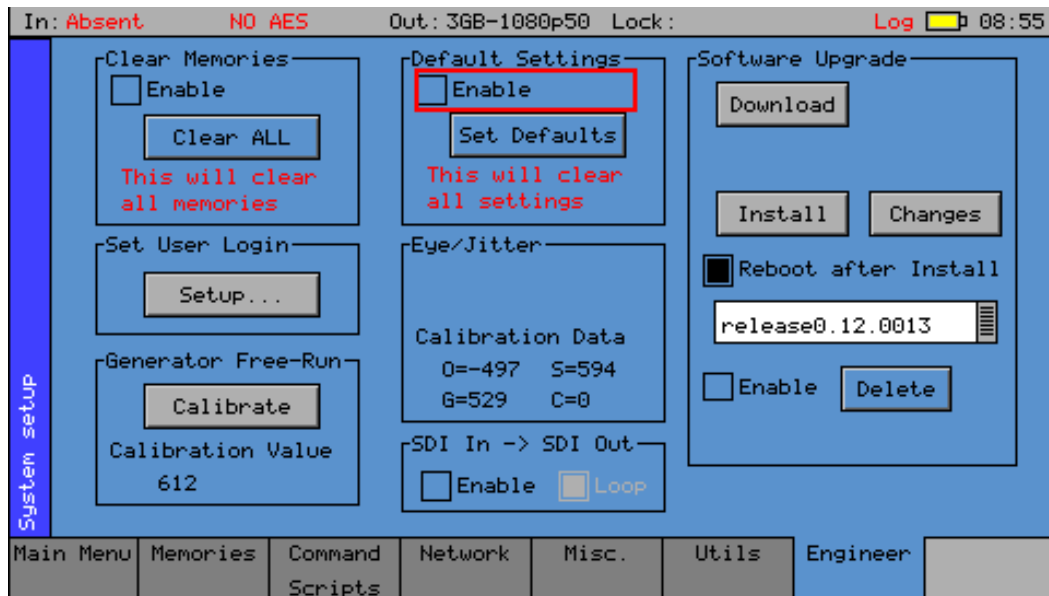 In: Absent NO AES Out: 3GB-1080p50 Lock: Log 08:55
System setup
Clear Memories
Enable
Clear ALL
This will clear
all memories
Set User Login
Setup...
Generator Free-Run
Calibrate
Calibration Value
612
Default Settings
Enable
Set Defaults
This will clear
all settings
Eye/Jitter
Calibration Data
O=-497 S=594
G=529 C=0
SDI In -> SDI Out
Enable Loop
Software Upgrade
Download
Install Changes
Reboot after Install
release0.12.0013
Enable Delete
Main Menu Memories Command Scripts Network Misc. Utils Engineer